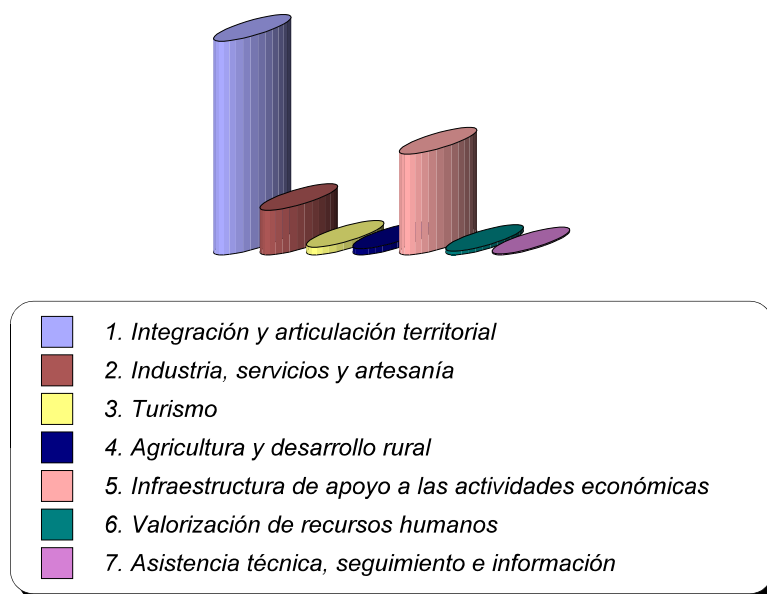 1. Integración y articulación territorial
2. Industria, servicios y artesanía
3. Turismo
4. Agricultura y desarrollo rural
5. Infraestructura de apoyo a las actividades económicas
6. Valorización de recursos humanos
7. Asistencia técnica, seguimiento e información